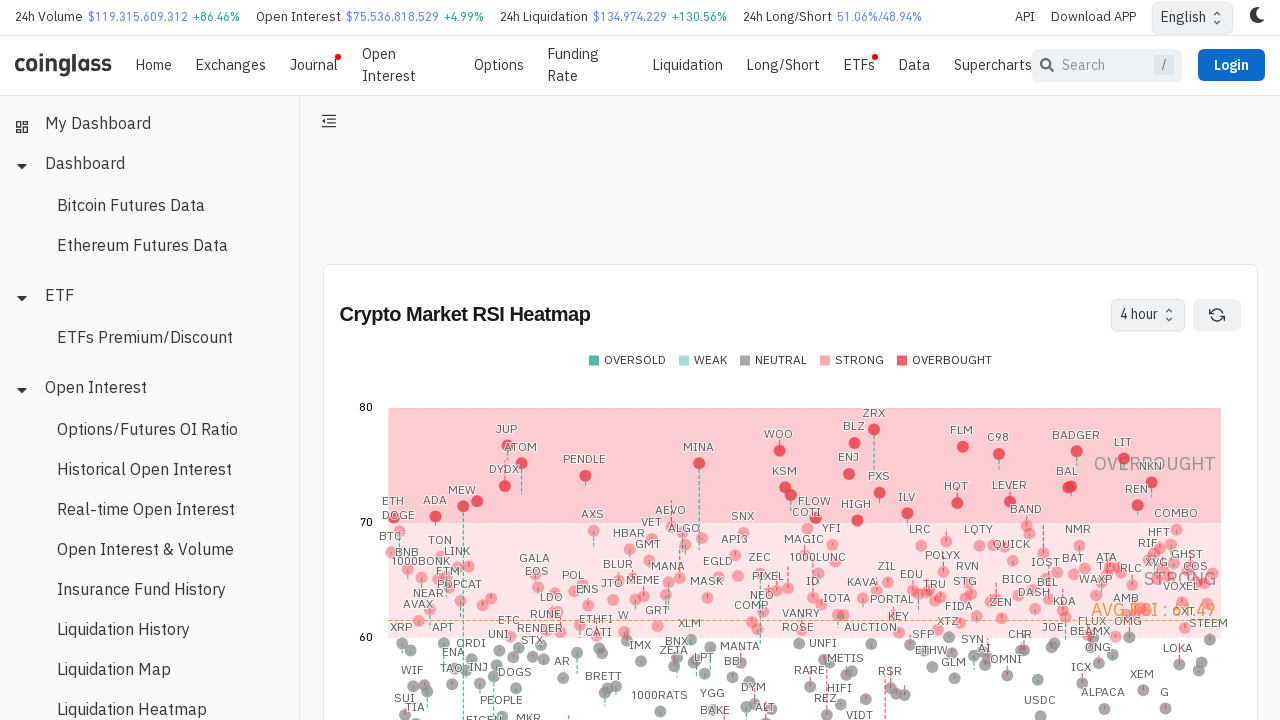 24h Volume $119,315,609,312 +86.46% Open Interest $75,536,818,529 +4.99% 24h Liquidation $134,974,229 +130.56% 24h Long/Short 51.06%/48.94% API Download APP English
coinglass Home Exchanges Journal Open Interest Options Funding Rate Liquidation Long/Short ETFs Data Supercharts Search / Login
My Dashboard
Dashboard
Bitcoin Futures Data
Ethereum Futures Data
ETF
ETFs Premium/Discount
Open Interest
Options/Futures OI Ratio
Historical Open Interest
Real-time Open Interest
Open Interest & Volume
Insurance Fund History
Liquidation History
Liquidation Map
Liquidation Heatmap
Crypto Market RSI Heatmap
4 hour
OVERSOLD WEAK NEUTRAL STRONG OVERBOUGHT
80
ZRX
JUP BLZ FLM
WOO C98 BADGER
ATOM MINA LIT
PENDLE ENJ OVERBOUGHT
DYDX KSM FXS BAL NKN
MEW HOT LEVER REN
ETH ADA FLOW HIGH ILV
DOGE AXS AEVO SNX COTI BAND COMBO
70
VET
BTC TON HBAR ALGO YFI LRC LQTY NMR HFT
GMT API3 MAGIC QUICK RIF
BNB LINK GALA ZEC 1000LUNC POLYX BAT ATA GHST
1000BONK BLUR EGLD ZIL RVN IOST XVG COS
FTM EOS POL MANA PIXEL EDU RLC
POPCAT JTO MEME MASK ID KAVA TRU STG BICO BEL WAXP STRONG
NEAR LDO ENS NEO IOTA PORTAL DASH VOXEL
AVAX GRT COMP FIDA ZEN KDA AMB
RUNE W VANRY KEY OXT
XRP APT ETC ETHFI XLM ROSE AUCTION XTZ JOE FLUX OMG STEEM
60
UNI RENDER CATI SFP CHR BEAMX
ORDI STX IMX BNX UNFI SYN
ENA ZETA MANTA ETHW AI ONG LOKA
TAO INJ AR LPT BB METIS GLM OMNI
WIF DOGS BRETT RARE RSR ICX XEM
SUI PEOPLE 1000RATS YGG DYM REZ HIFI USDC ALPACA G
TIA MKR BAKE ALT VIDT